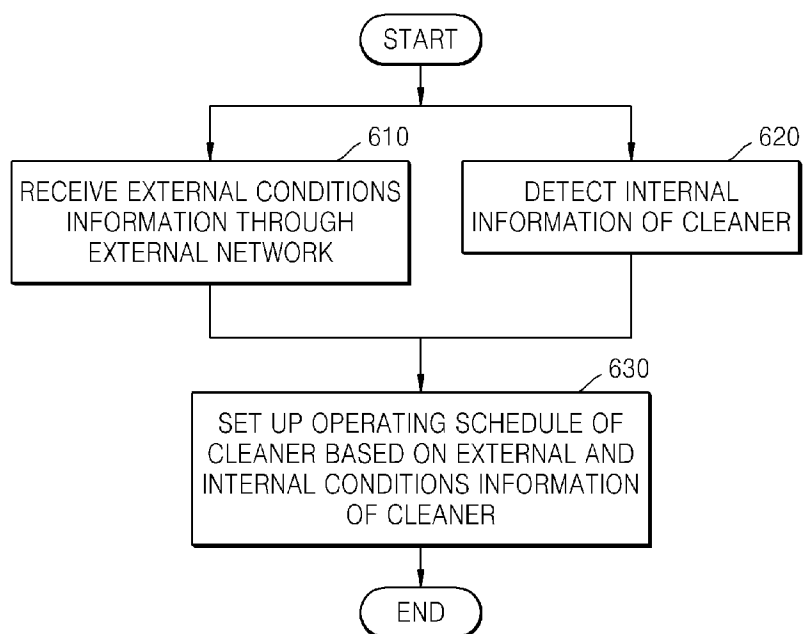 START
610
RECEIVE EXTERNAL CONDITIONS
INFORMATION THROUGH
EXTERNAL NETWORK
620
DETECT INTERNAL
INFORMATION OF CLEANER
630
SET UP OPERATING SCHEDULE OF
CLEANER BASED ON EXTERNAL AND
INTERNAL CONDITIONS INFORMATION
OF CLEANER
END